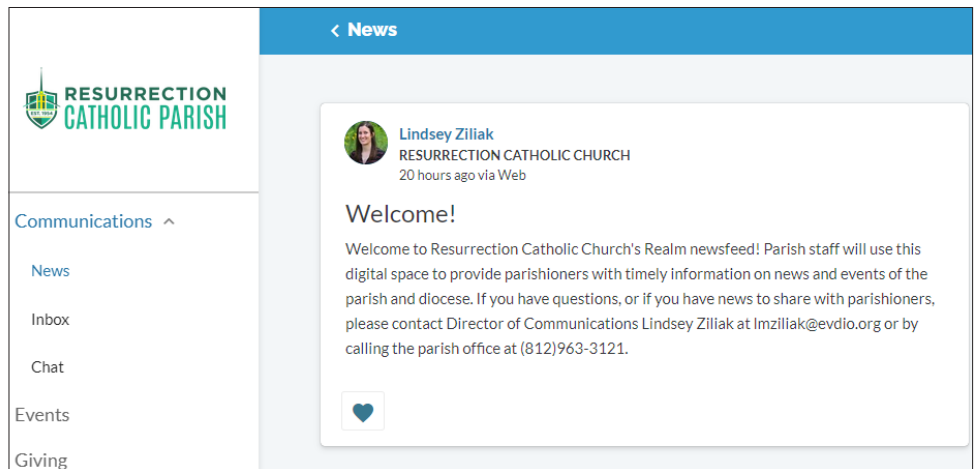 News
RESURRECTION
EST. 1954
CATHOLIC PARISH
Communications
News
Inbox
Chat
Events
Giving
Lindsey Ziliak
RESURRECTION CATHOLIC CHURCH
20 hours ago via Web
Welcome!
Welcome to Resurrection Catholic Church's Realm newsfeed! Parish staff will use this
digital space to provide parishioners with timely information on news and events of the
parish and diocese. If you have questions, or if you have news to share with parishioners,
please contact Director of Communications Lindsey Ziliak at lmziliak@evdio.org or by
calling the parish office at (812)963-3121.